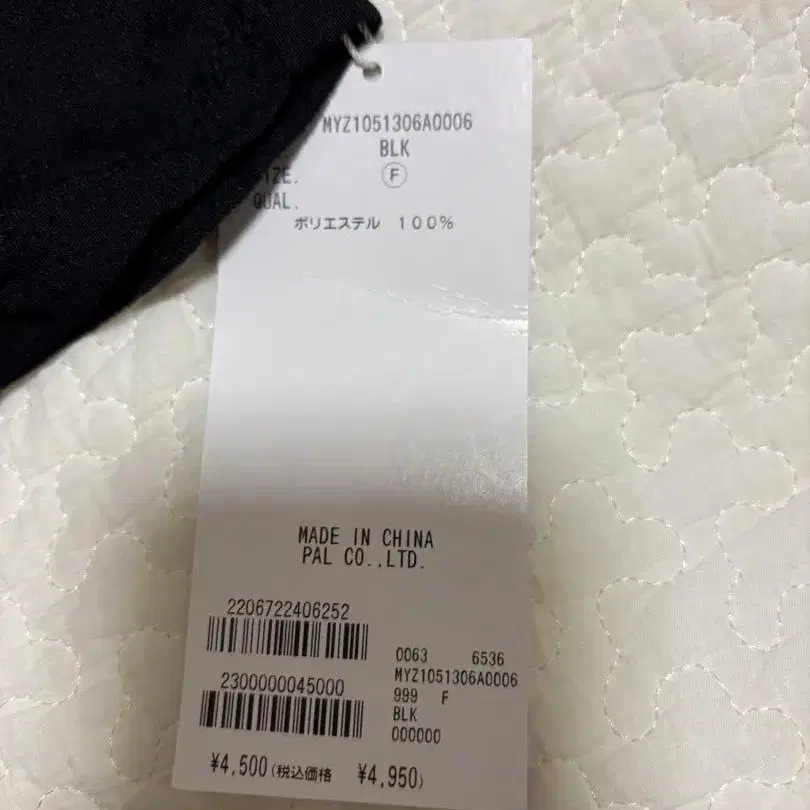 MYZ1051306A0006
BLK
IZE. F
QUAL.
ポリエステル 100%
MADE IN CHINA
PAL CO.,LTD.
2206722406252
2300000045000
0063 6536
MYZ1051306A0006
999 F
BLK
000000
¥4,500(税込価格 ¥4,950)